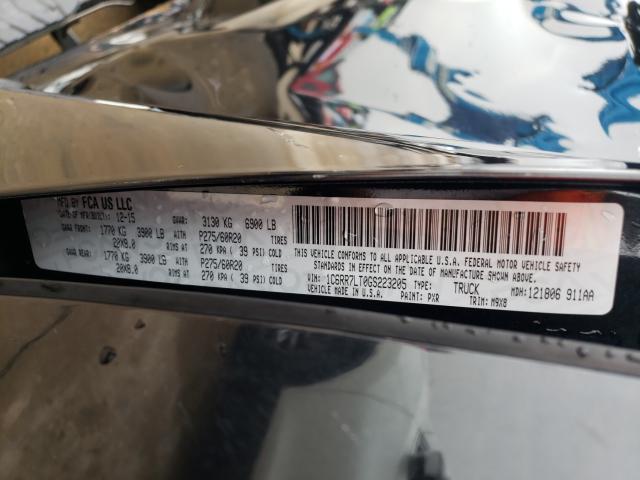 MFD BY FCA US LLC
DATE OF MFR(BUILT): 12-15 GVWR: 3130 KG 6900 LB
GAWR FRONT: 1770 KG 3900 LB WITH P275/60R20 TIRES
20X8.0 RIMS AT 270 KPA( 39 PSI) COLD
GAWR REAR: 1770 KG 3900 LB WITH P275/60R20 TIRES
20X8.0 RIMS AT 270 KPA( 39 PSI) COLD
THIS VEHICLE CONFORMS TO ALL APPLICABLE U.S.A. FEDERAL MOTOR VEHICLE SAFETY
STANDARDS IN EFFECT ON THE DATE OF MANUFACTURE SHOWN ABOVE.
VIN: 1C6RR7LT0GS223205 TYPE: TRUCK MDH:121806 911AA
VEHICLE MADE IN U.S.A. PAINT: PXR TRIM: M9X8